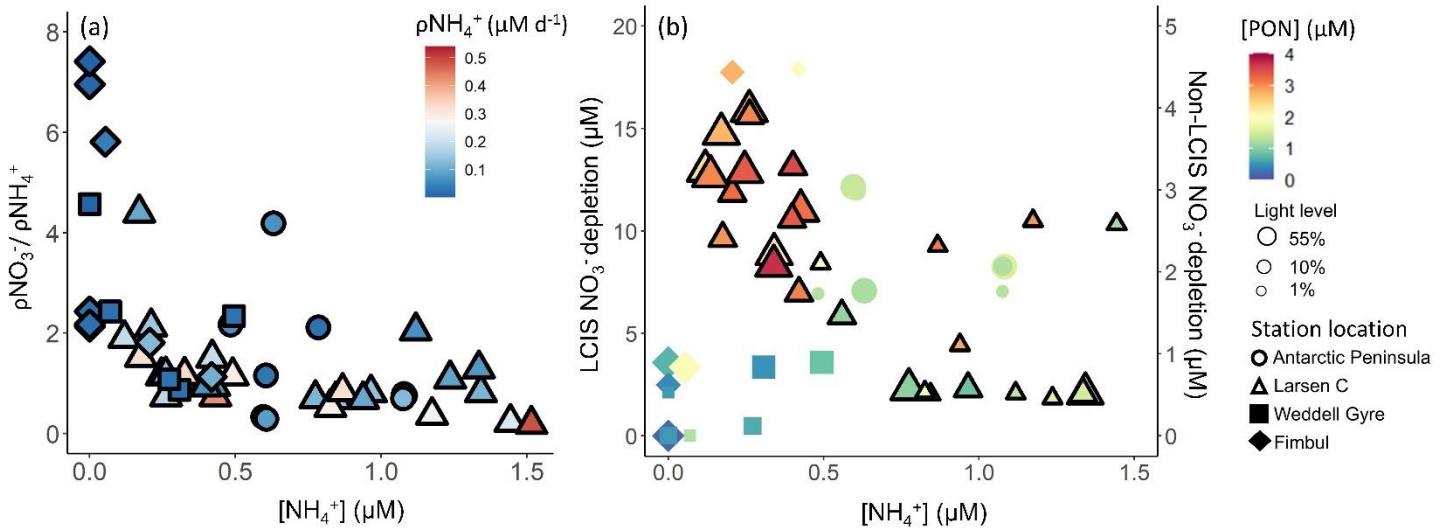 (a)
ρNH₄⁺ (µM d⁻¹)
0.5
0.4
0.3
0.2
0.1
8
6
4
2
0
ρNO₃⁻/ ρNH₄⁺
0.0 0.5 1.0 1.5
[NH₄⁺] (µM)
(b)
20
15
10
5
0
LCIS NO₃⁻ depletion (µM)
5
4
3
2
1
0
Non-LCIS NO₃⁻ depletion (µM)
0.0 0.5 1.0 1.5
[NH₄⁺] (µM)
[PON] (µM)
4
3
2
1
0
Light level
55%
10%
1%
Station location
Antarctic Peninsula
Larsen C
Weddell Gyre
Fimbul